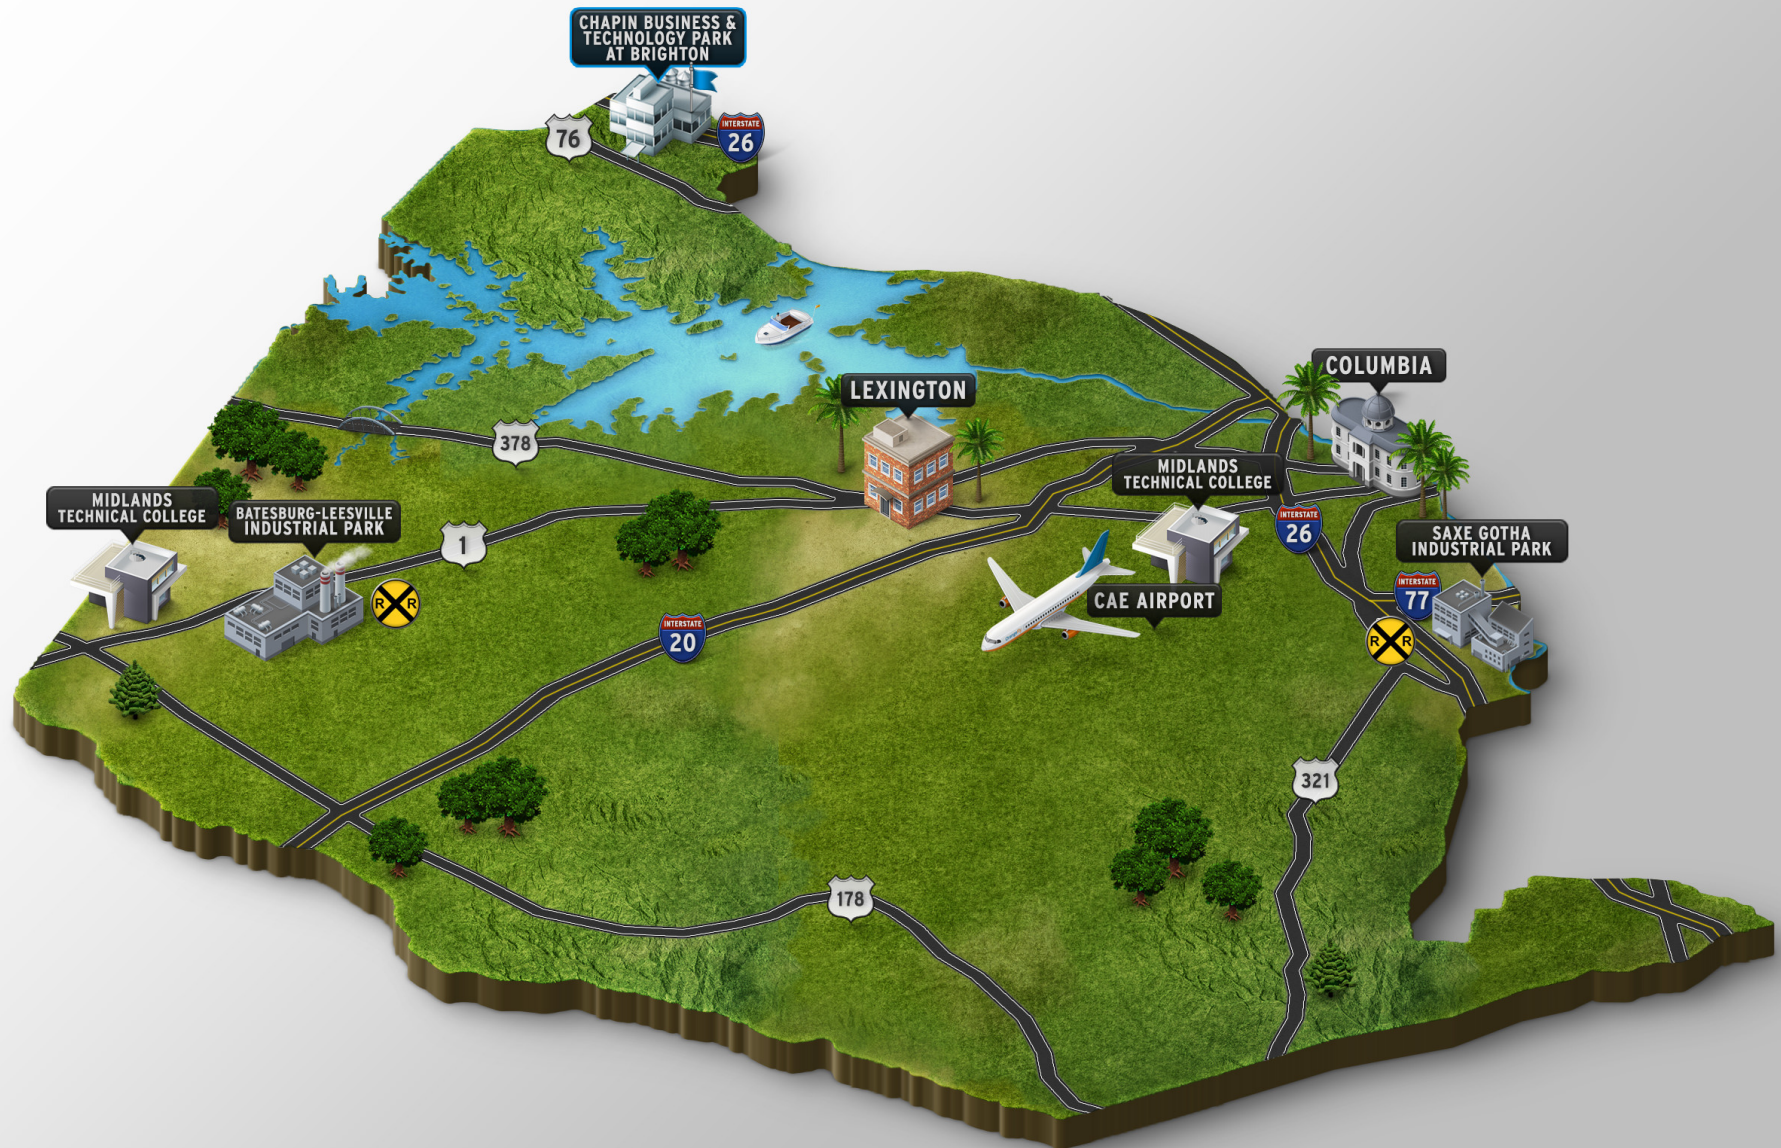 CHAPIN BUSINESS &
TECHNOLOGY PARK
AT BRIGHTON
76
INTERSTATE
26
COLUMBIA
LEXINGTON
378
MIDLANDS
TECHNICAL COLLEGE
MIDLANDS
TECHNICAL COLLEGE
BATESBURG-LEESVILLE
INDUSTRIAL PARK
1
INTERSTATE
26
SAXE GOTHA
INDUSTRIAL PARK
INTERSTATE
77
R R
CAE AIRPORT
INTERSTATE
20
R R
321
178